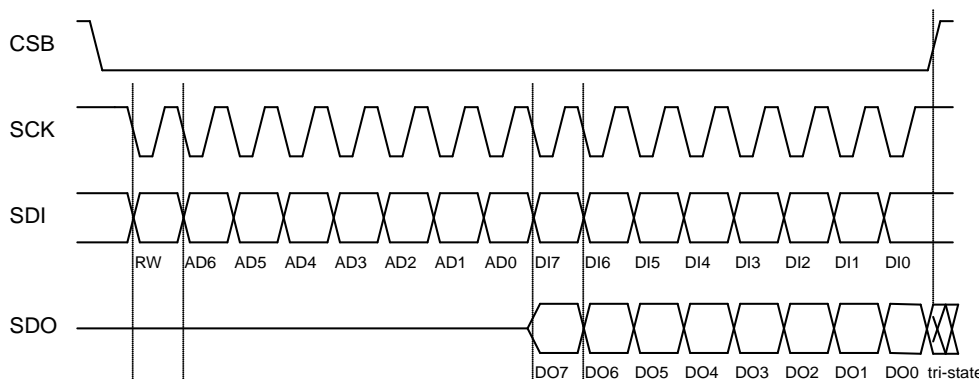 CSB
SCK
SDI
RW AD6 AD5 AD4 AD3 AD2 AD1 AD0 DI7 DI6 DI5 DI4 DI3 DI2 DI1 DI0
SDO
DO7 DO6 DO5 DO4 DO3 DO2 DO1 DO0 tri-state